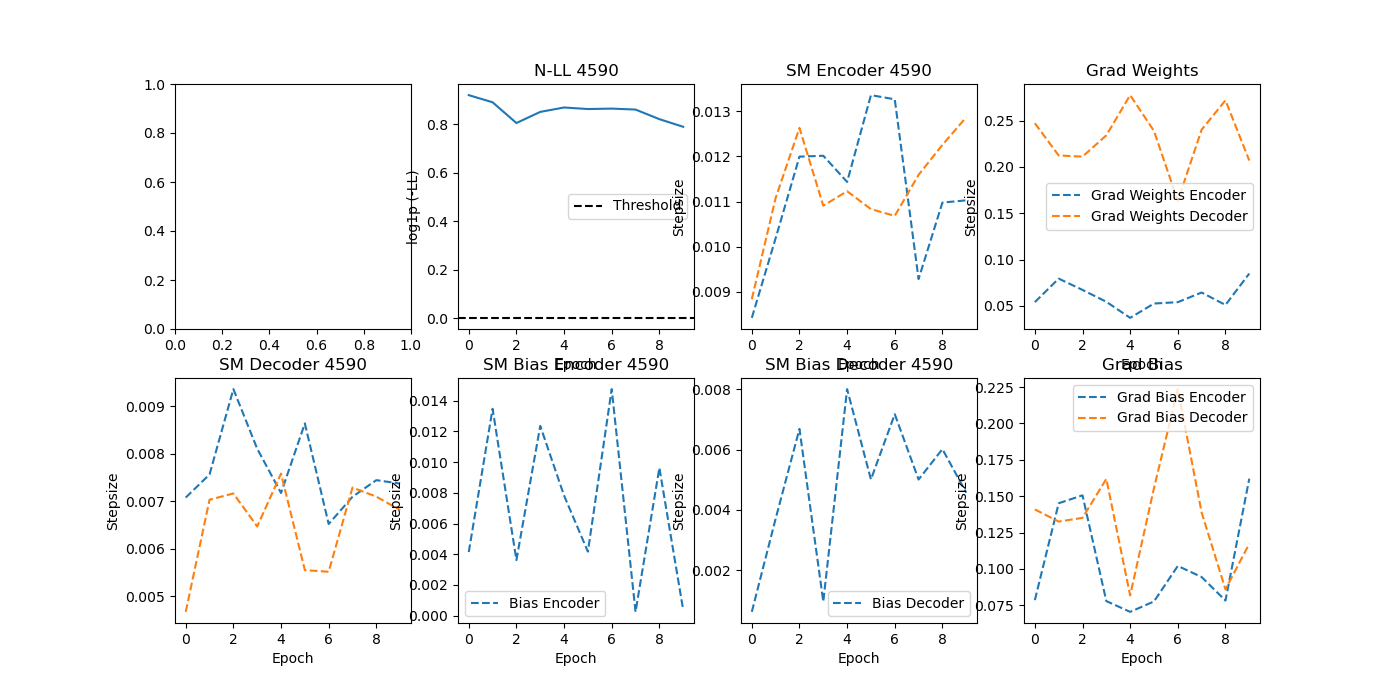 N-LL 4590
SM Encoder 4590
Grad Weights
1.0
0.8
0.6
0.4
0.2
0.0
0.0 0.2 0.4 0.6 0.8 1.0
log1p (-LL)
0.8
0.6
0.4
0.2
0.0
Threshold
0 2 4 6 8
Epoch
Stepsize
0.013
0.012
0.011
0.010
0.009
0 2 4 6 8
Epoch
Stepsize
0.25
0.20
0.15
0.10
0.05
Grad Weights Encoder
Grad Weights Decoder
0 2 4 6 8
Epoch
SM Decoder 4590
SM Bias Encoder 4590
SM Bias Decoder 4590
Grad Bias
Stepsize
0.009
0.008
0.007
0.006
0.005
0 2 4 6 8
Epoch
Stepsize
0.014
0.012
0.010
0.008
0.006
0.004
0.002
0.000
Bias Encoder
0 2 4 6 8
Epoch
Stepsize
0.008
0.006
0.004
0.002
Bias Decoder
0 2 4 6 8
Epoch
Stepsize
0.225
0.200
0.175
0.150
0.125
0.100
0.075
Grad Bias Encoder
Grad Bias Decoder
0 2 4 6 8
Epoch